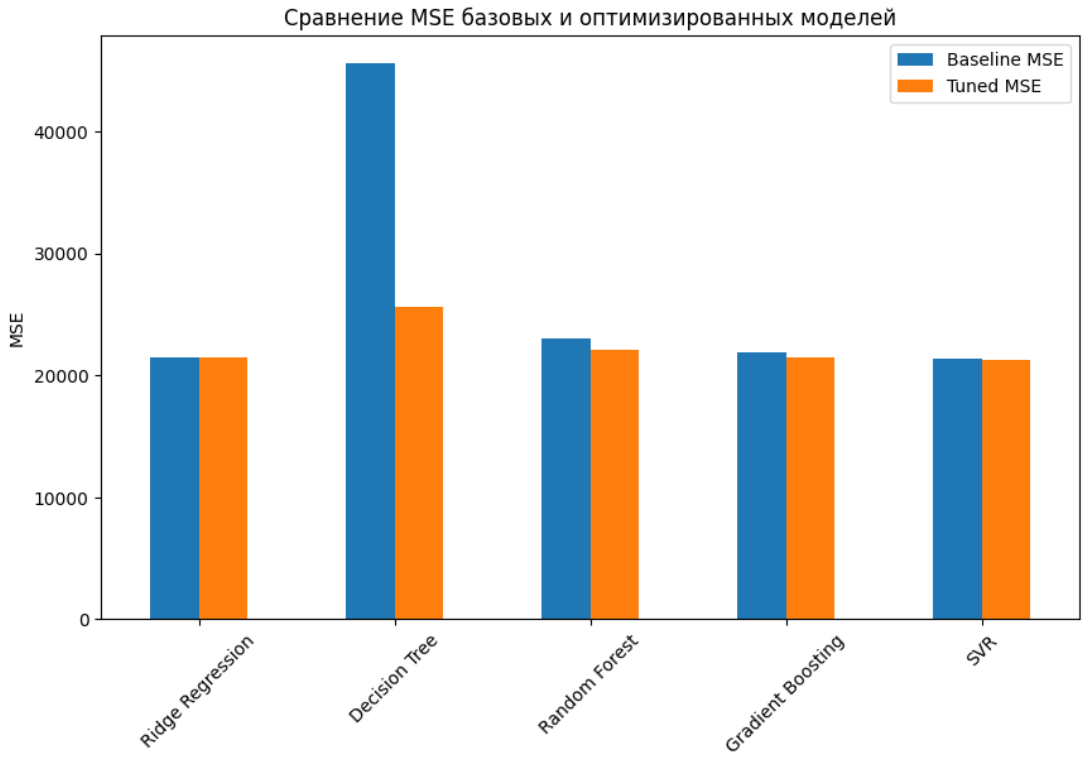 Сравнение MSE базовых и оптимизированных моделей
Baseline MSE
Tuned MSE
MSE
40000
30000
20000
10000
0
Ridge Regression
Decision Tree
Random Forest
Gradient Boosting
SVR